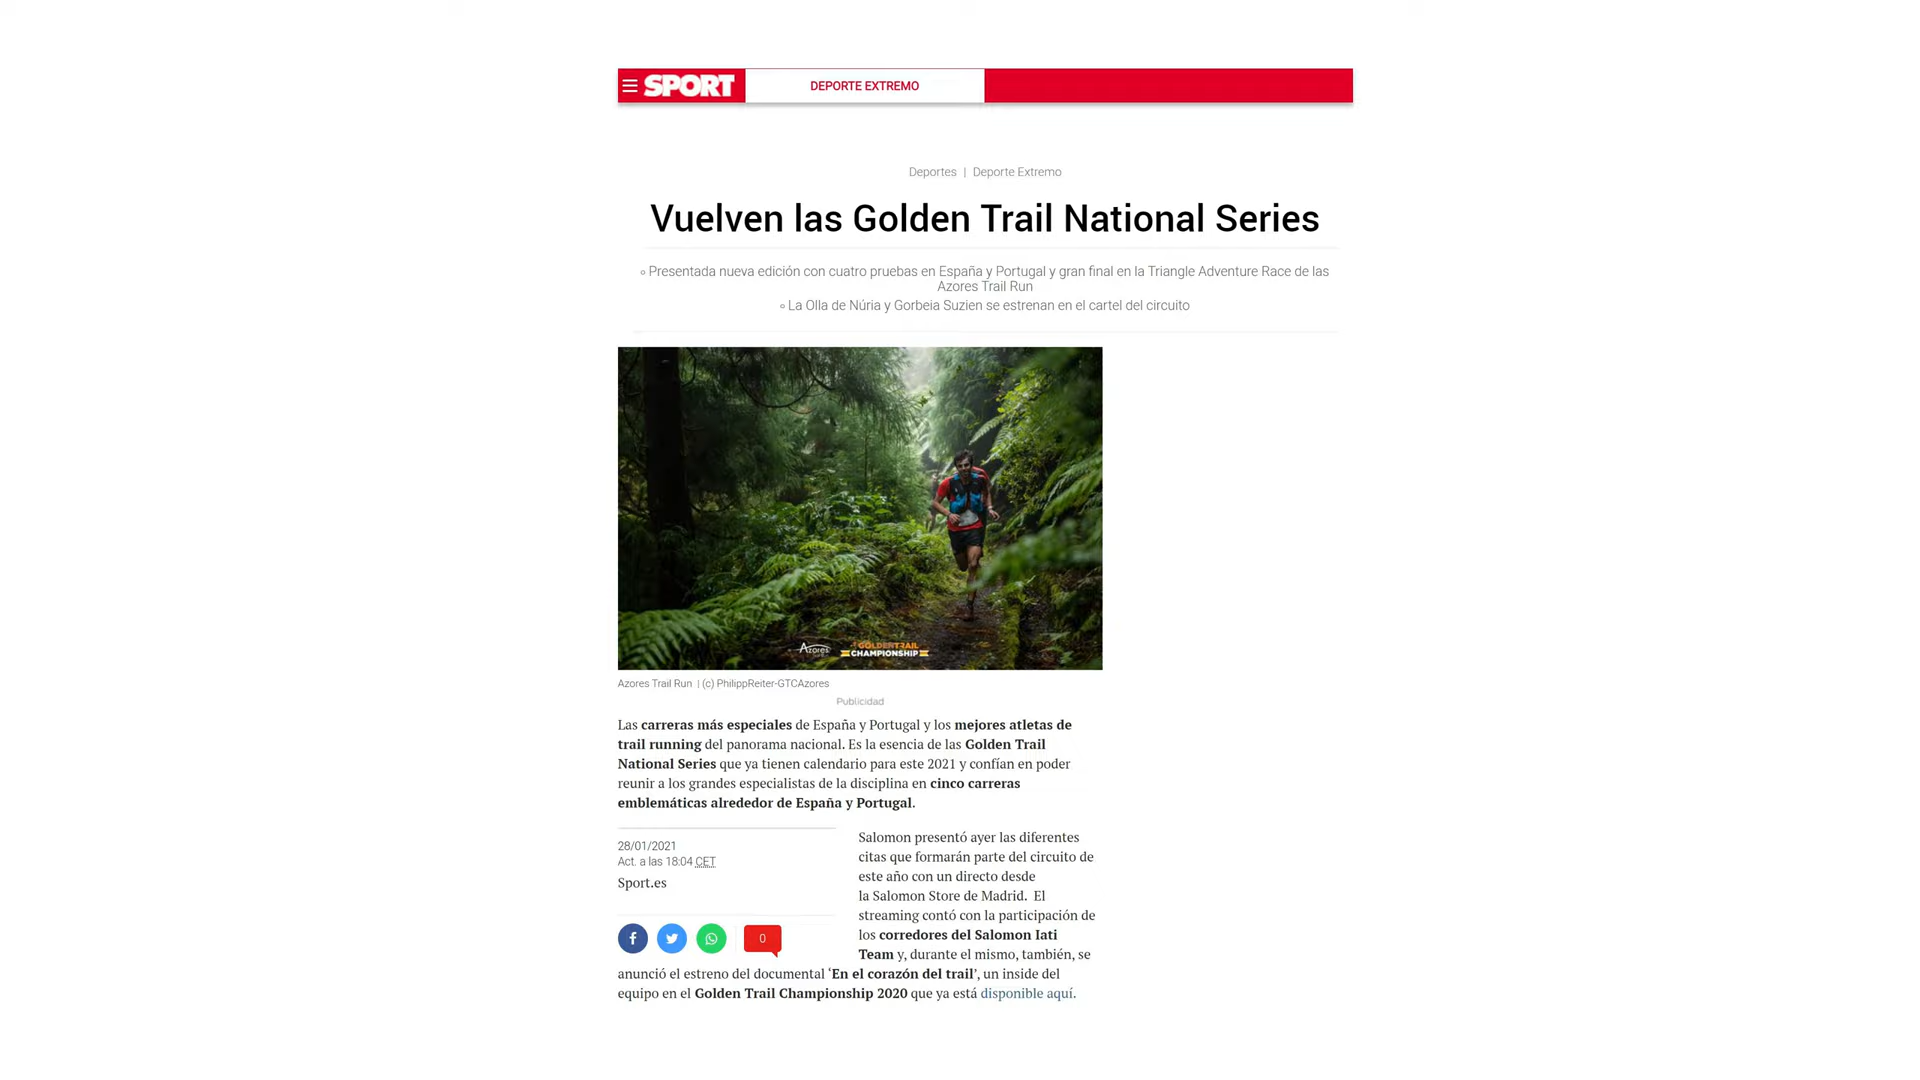 SPORT
DEPORTE EXTREMO
Deportes | Deporte Extremo
Vuelven las Golden Trail National Series
Presentada nueva edición con cuatro pruebas en España y Portugal y gran final en la Triangle Adventure Race de las
Azores Trail Run
La Olla de Núria y Gorbeia Suzien se estrenan en el cartel del circuito
Azores
GOLDENTRAIL
CHAMPIONSHIP
Azores Trail Run | (c) PhilippReiter-GTCAzores
Publicidad
Las carreras más especiales de España y Portugal y los mejores atletas de
trail running del panorama nacional. Es la esencia de las Golden Trail
National Series que ya tienen calendario para este 2021 y confían en poder
reunir a los grandes especialistas de la disciplina en cinco carreras
emblemáticas alrededor de España y Portugal.
28/01/2021
Act. a las 18:04 CET
Sport.es
0
Salomon presentó ayer las diferentes
citas que formarán parte del circuito de
este año con un directo desde
la Salomon Store de Madrid. El
streaming contó con la participación de
los corredores del Salomon Iati
Team y, durante el mismo, también, se
anunció el estreno del documental ‘En el corazón del trail’, un inside del
equipo en el Golden Trail Championship 2020 que ya está disponible aquí.